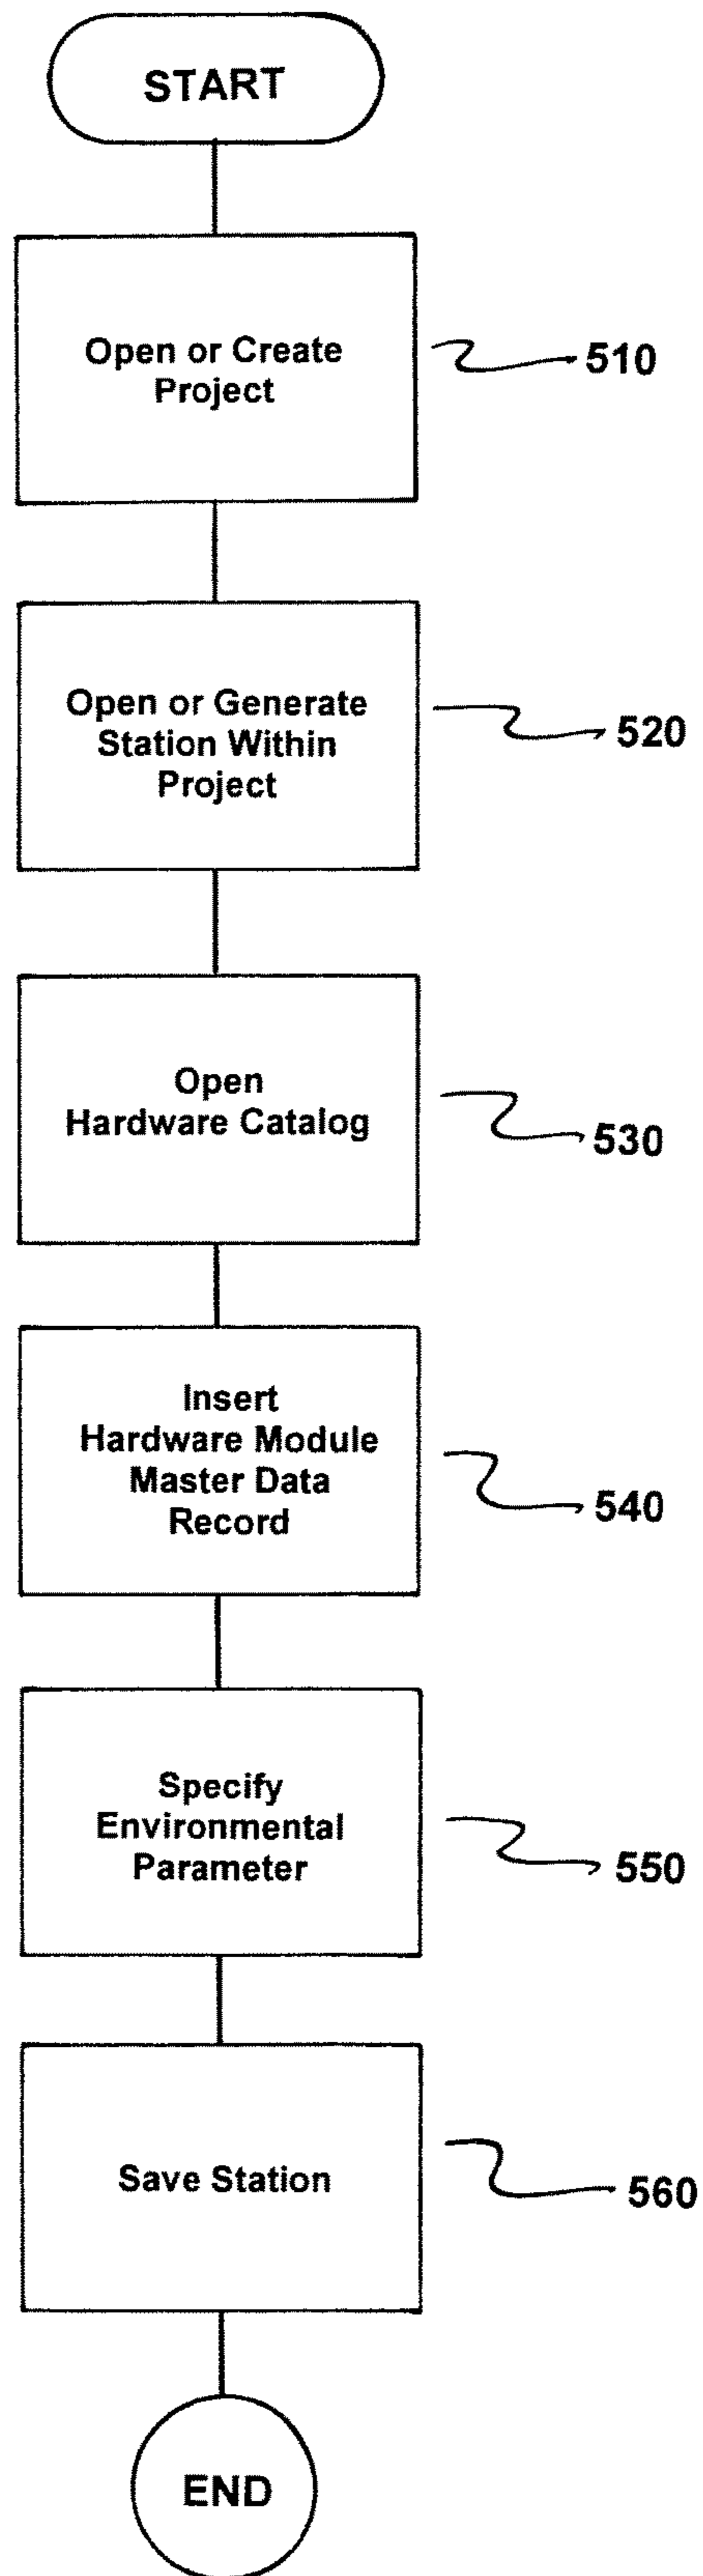 START
Open or Create
Project
510
Open or Generate
Station Within
Project
520
Open
Hardware Catalog
530
Insert
Hardware Module
Master Data
Record
540
Specify
Environmental
Parameter
550
Save Station
560
END